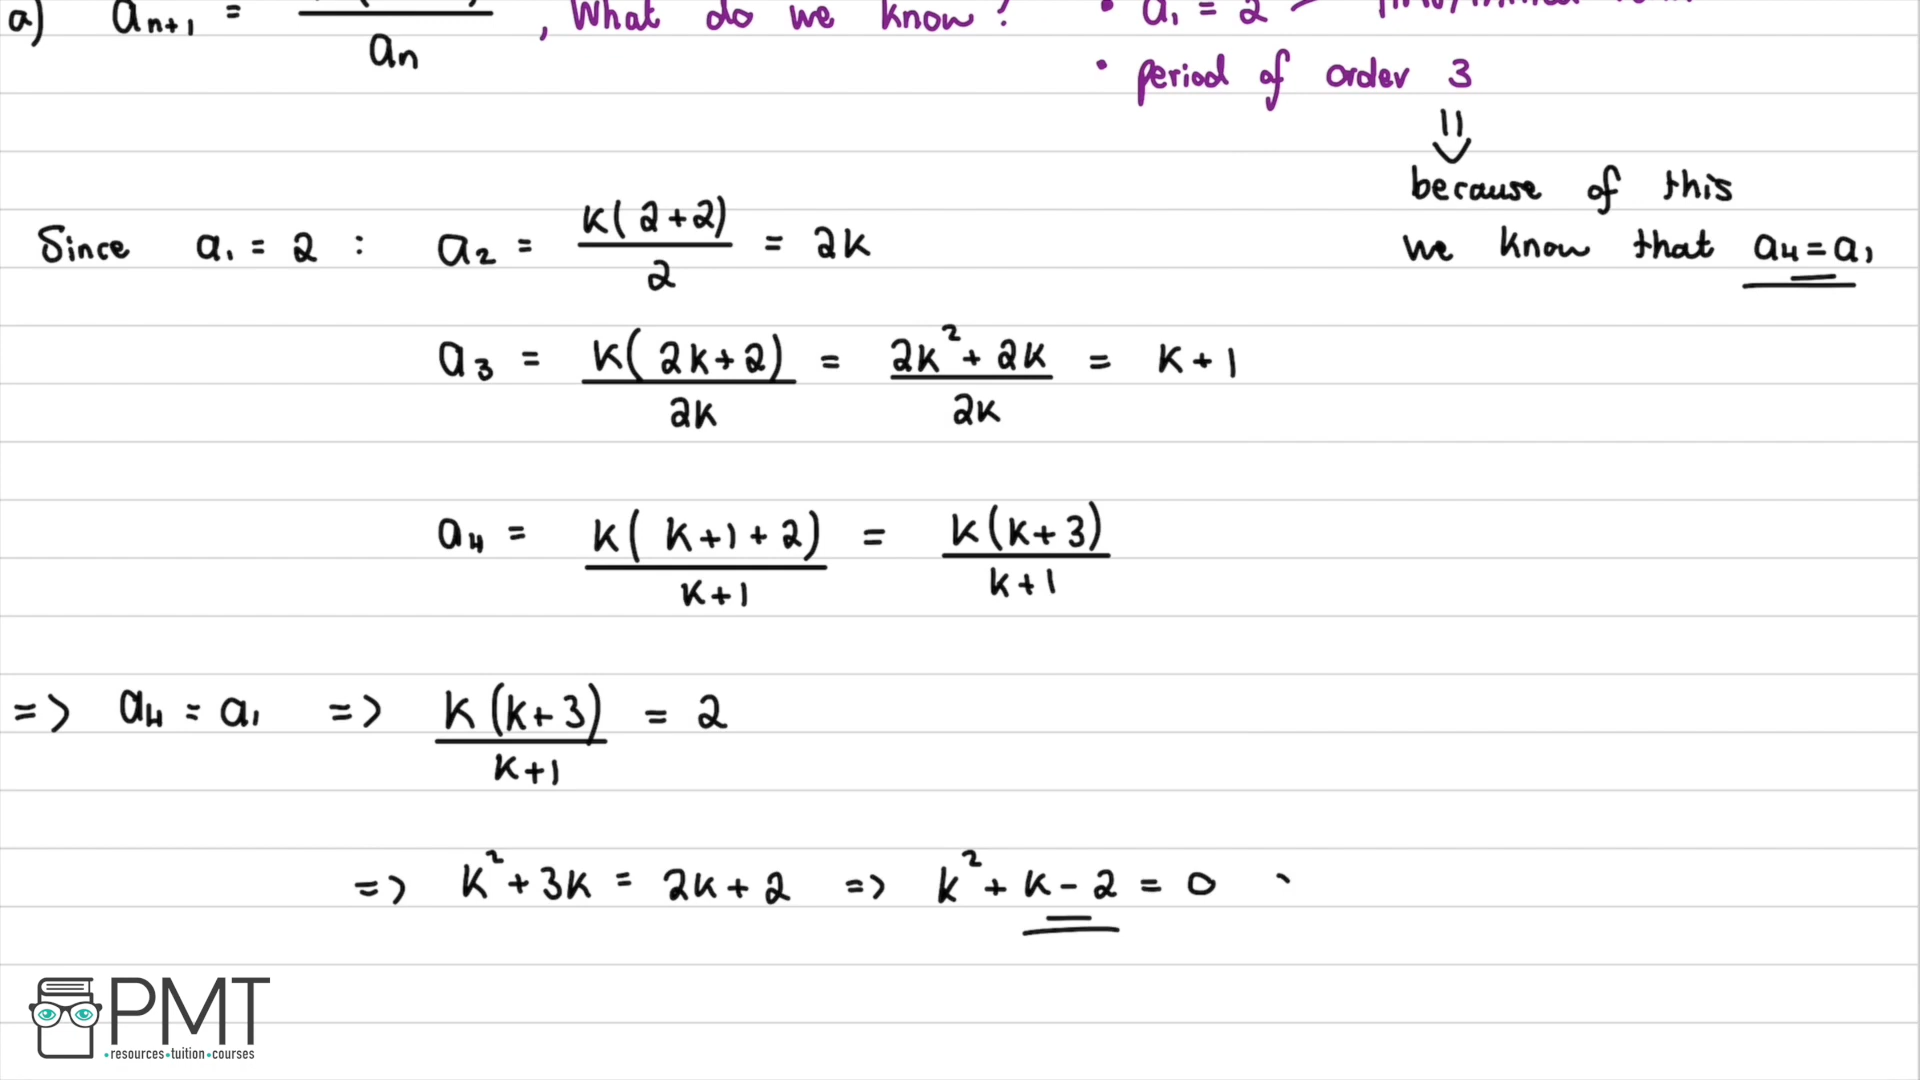 a) aₙ₊₁ = /aₙ , What do we know? • a₁ = 2
• period of order 3
⇓
because of this
we know that a₄ = a₁
Since a₁ = 2 : a₂ = k(2+2)/2 = 2k
a₃ = k(2k+2)/2k = 2k²+2k/2k = k+1
a₄ = k(k+1+2)/k+1 = k(k+3)/k+1
=> a₄ = a₁ => k(k+3)/k+1 = 2
=> k²+3k = 2k+2 => k²+k-2 = 0
PMT
•resources•tuition•courses